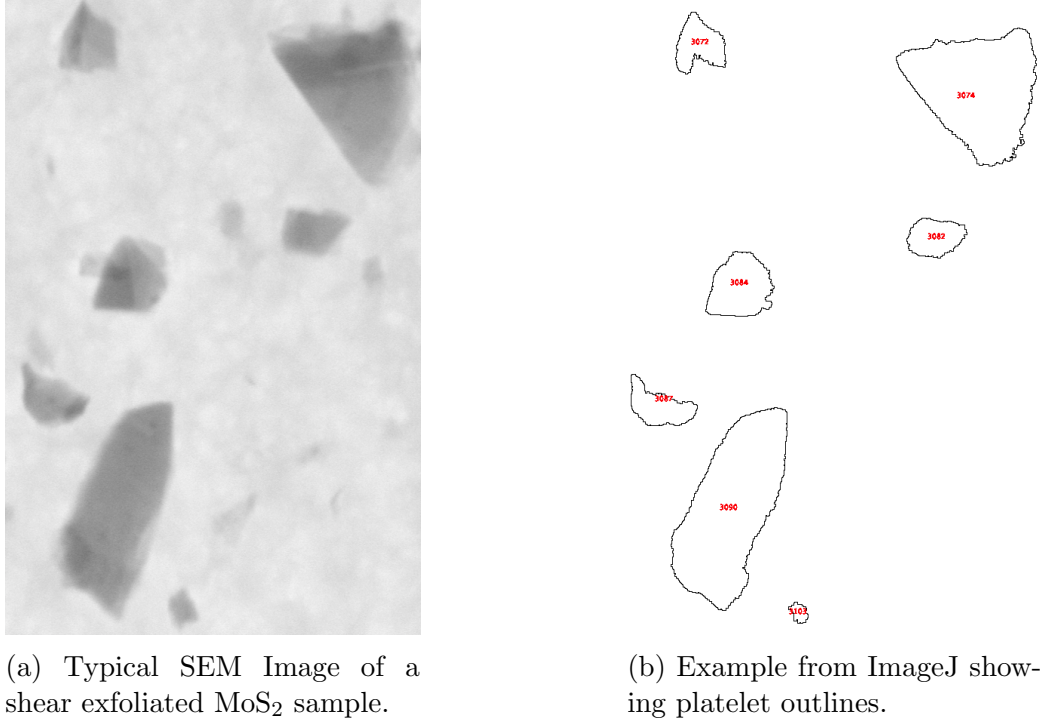 3072
3074
3082
3084
3087
3090
3103
(a) Typical SEM Image of a
shear exfoliated MoS₂ sample.
(b) Example from ImageJ show-
ing platelet outlines.